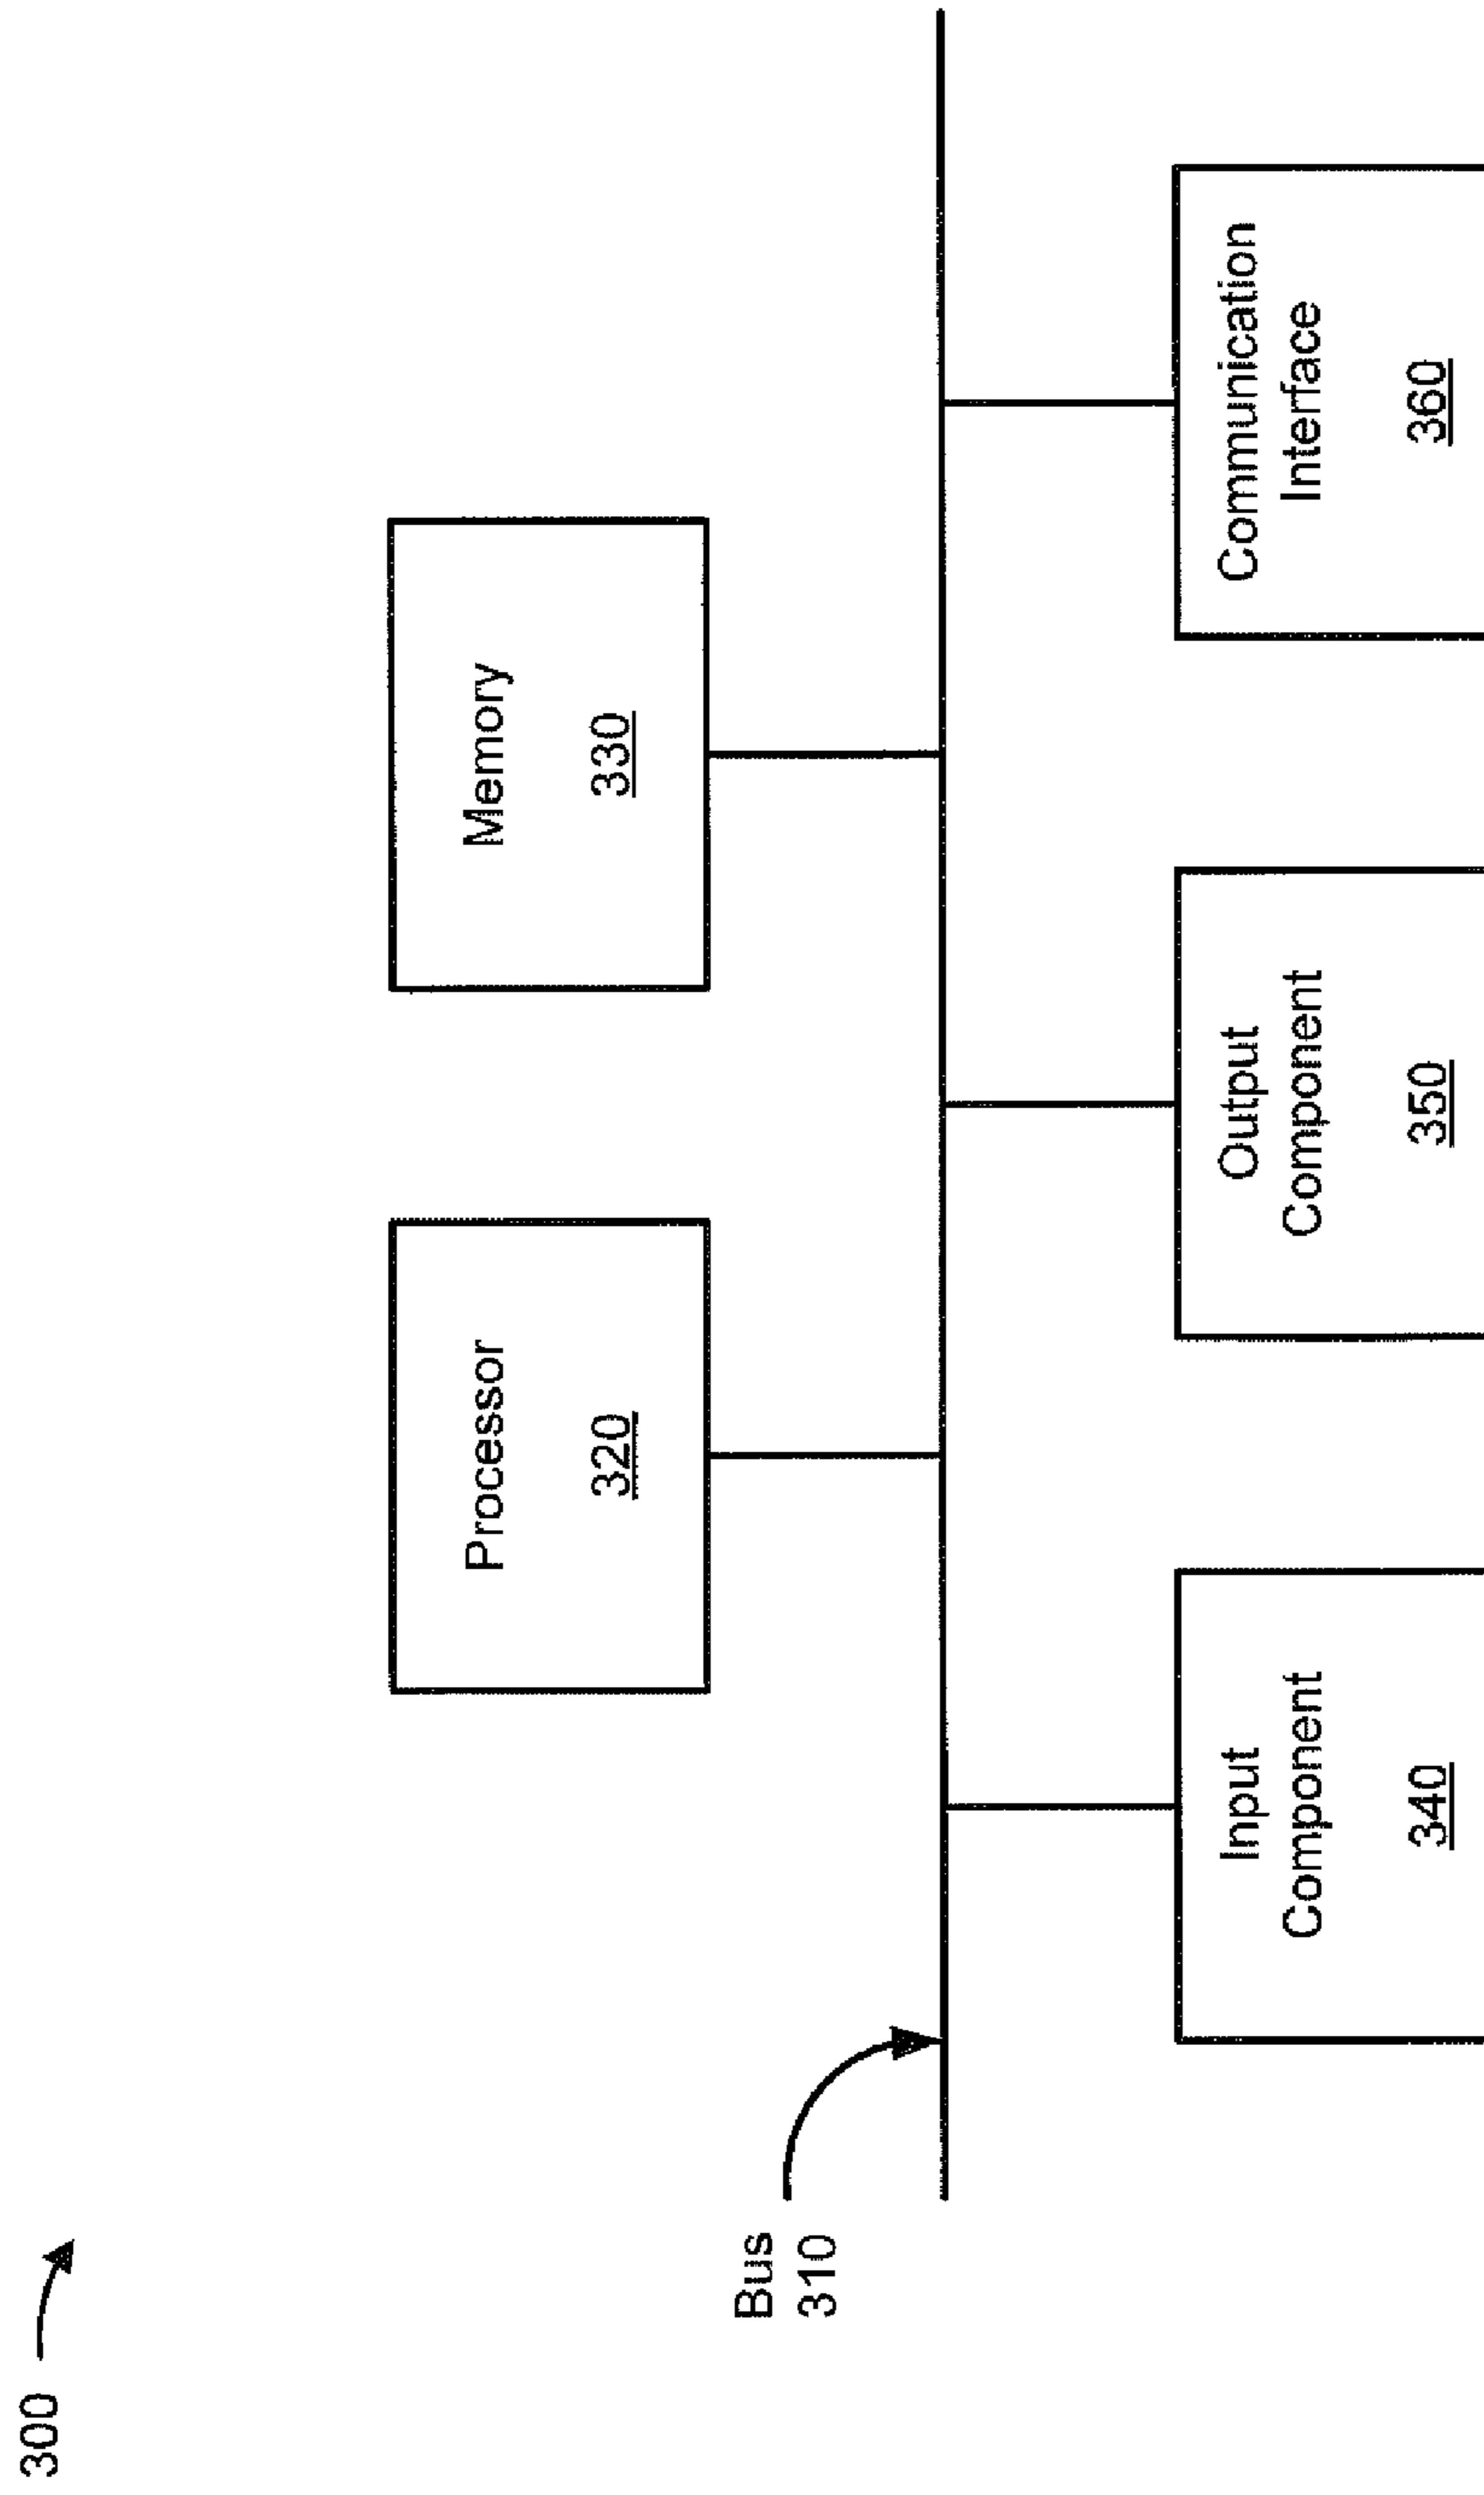 300
Processor
320
Memory
330
Bus
310
Input
Component
340
Output
Component
350
Communication
Interface
360